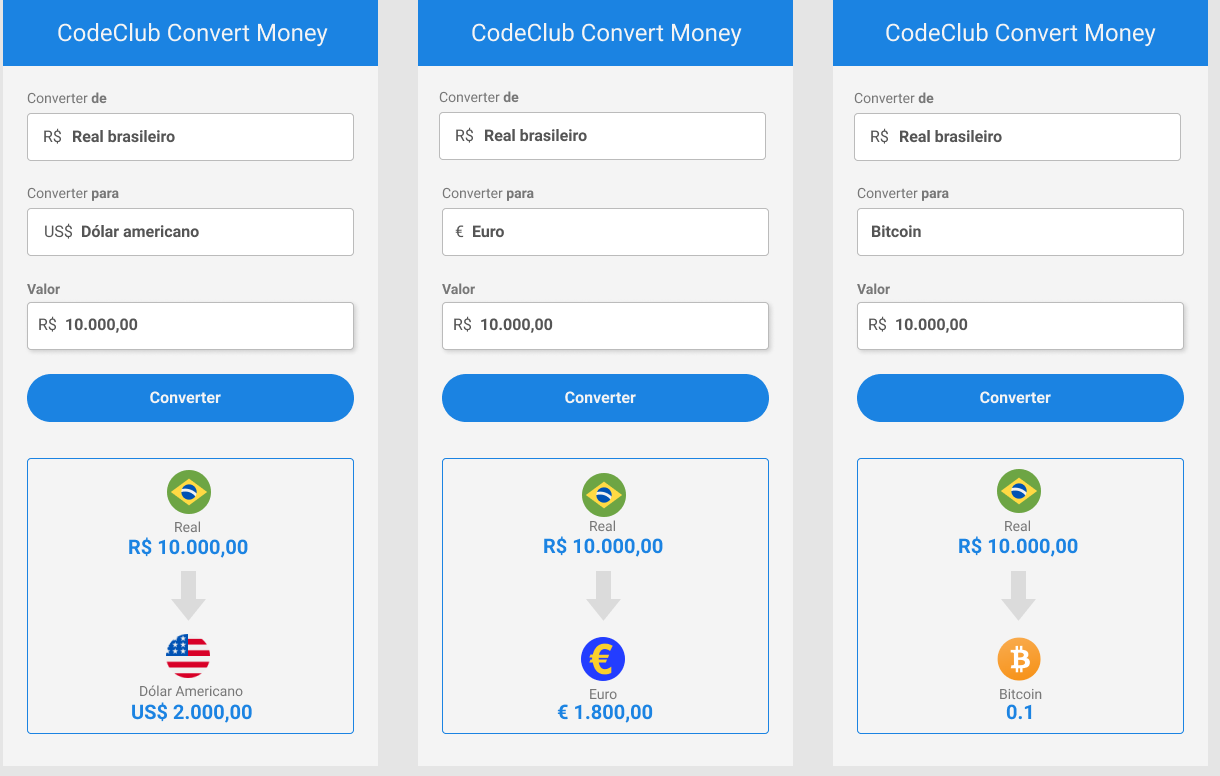 CodeClub Convert Money
Converter de
R$ Real brasileiro
Converter para
US$ Dólar americano
Valor
R$ 10.000,00
Converter
Real
R$ 10.000,00
Dólar Americano
US$ 2.000,00
CodeClub Convert Money
Converter de
R$ Real brasileiro
Converter para
€ Euro
Valor
R$ 10.000,00
Converter
Real
R$ 10.000,00
€
Euro
€ 1.800,00
CodeClub Convert Money
Converter de
R$ Real brasileiro
Converter para
Bitcoin
Valor
R$ 10.000,00
Converter
Real
R$ 10.000,00
₿
Bitcoin
0.1